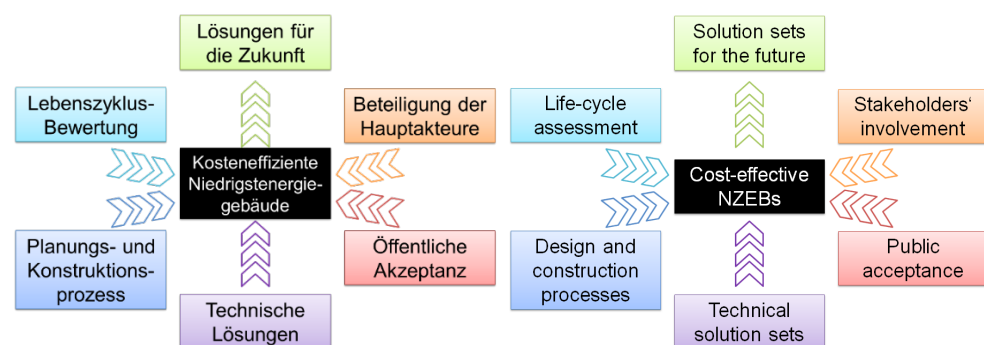 Lösungen für
die Zukunft
Lebenszyklus-
Bewertung
Beteiligung der
Hauptakteure
Kosteneffiziente
Niedrigstenergie-
gebäude
Planungs- und
Konstruktions-
prozess
Öffentliche
Akzeptanz
Technische
Lösungen
Solution sets
for the future
Life-cycle
assessment
Stakeholders‘
involvement
Cost-effective
NZEBs
Design and
construction
processes
Public
acceptance
Technical
solution sets